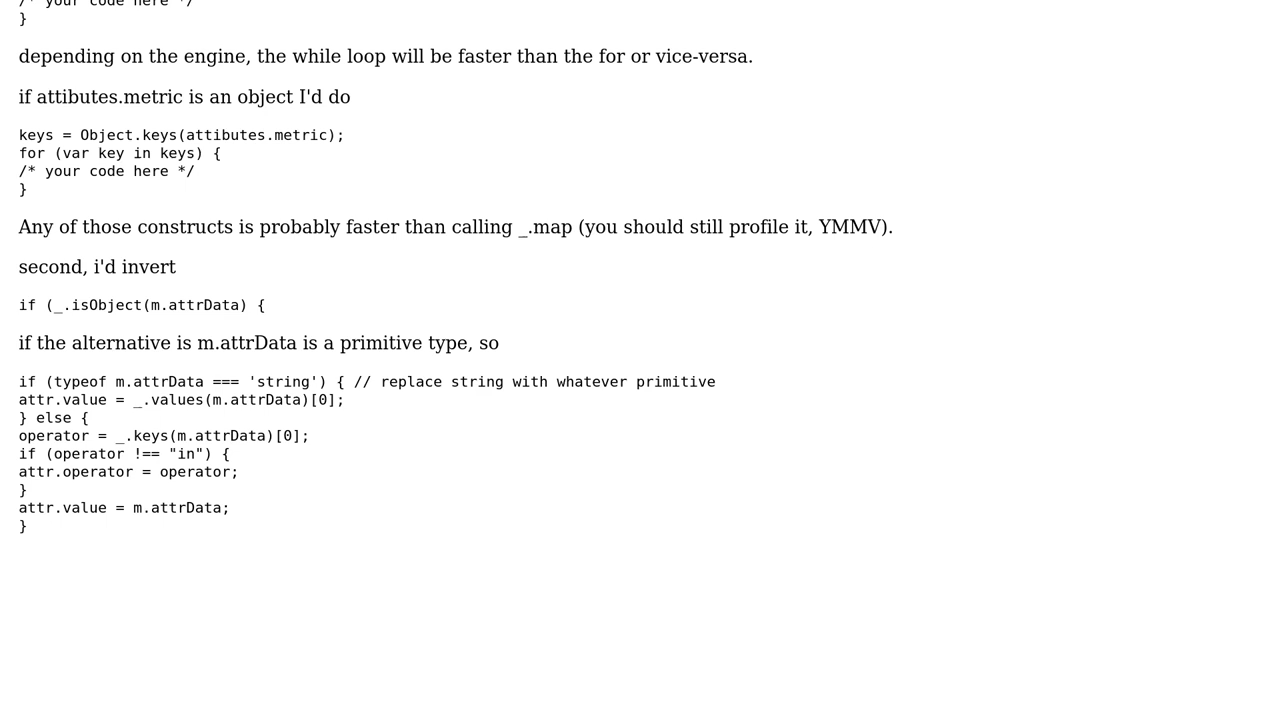 /* your code here */
}
depending on the engine, the while loop will be faster than the for or vice-versa.
if attibutes.metric is an object I'd do
keys = Object.keys(attibutes.metric);
for (var key in keys) {
/* your code here */
}
Any of those constructs is probably faster than calling _.map (you should still profile it, YMMV).
second, i'd invert
if (_.isObject(m.attrData) {
if the alternative is m.attrData is a primitive type, so
if (typeof m.attrData === 'string') { // replace string with whatever primitive
attr.value = _.values(m.attrData)[0];
} else {
operator = _.keys(m.attrData)[0];
if (operator !== "in") {
attr.operator = operator;
}
attr.value = m.attrData;
}